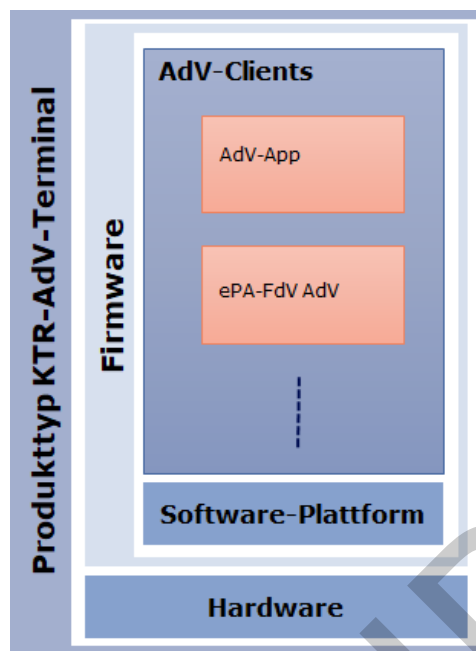 Produkttyp KTR-AdV-Terminal
Firmware
AdV-Clients
AdV-App
ePA-FdV AdV
Software-Plattform
Hardware